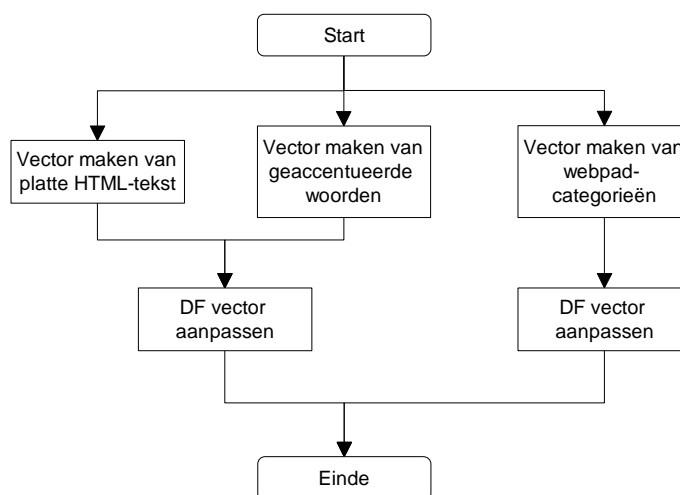 Start
Vector maken van
platte HTML-tekst
Vector maken van
geaccentueerde
woorden
Vector maken van
webpad-
categorieën
DF vector
aanpassen
DF vector
aanpassen
Einde